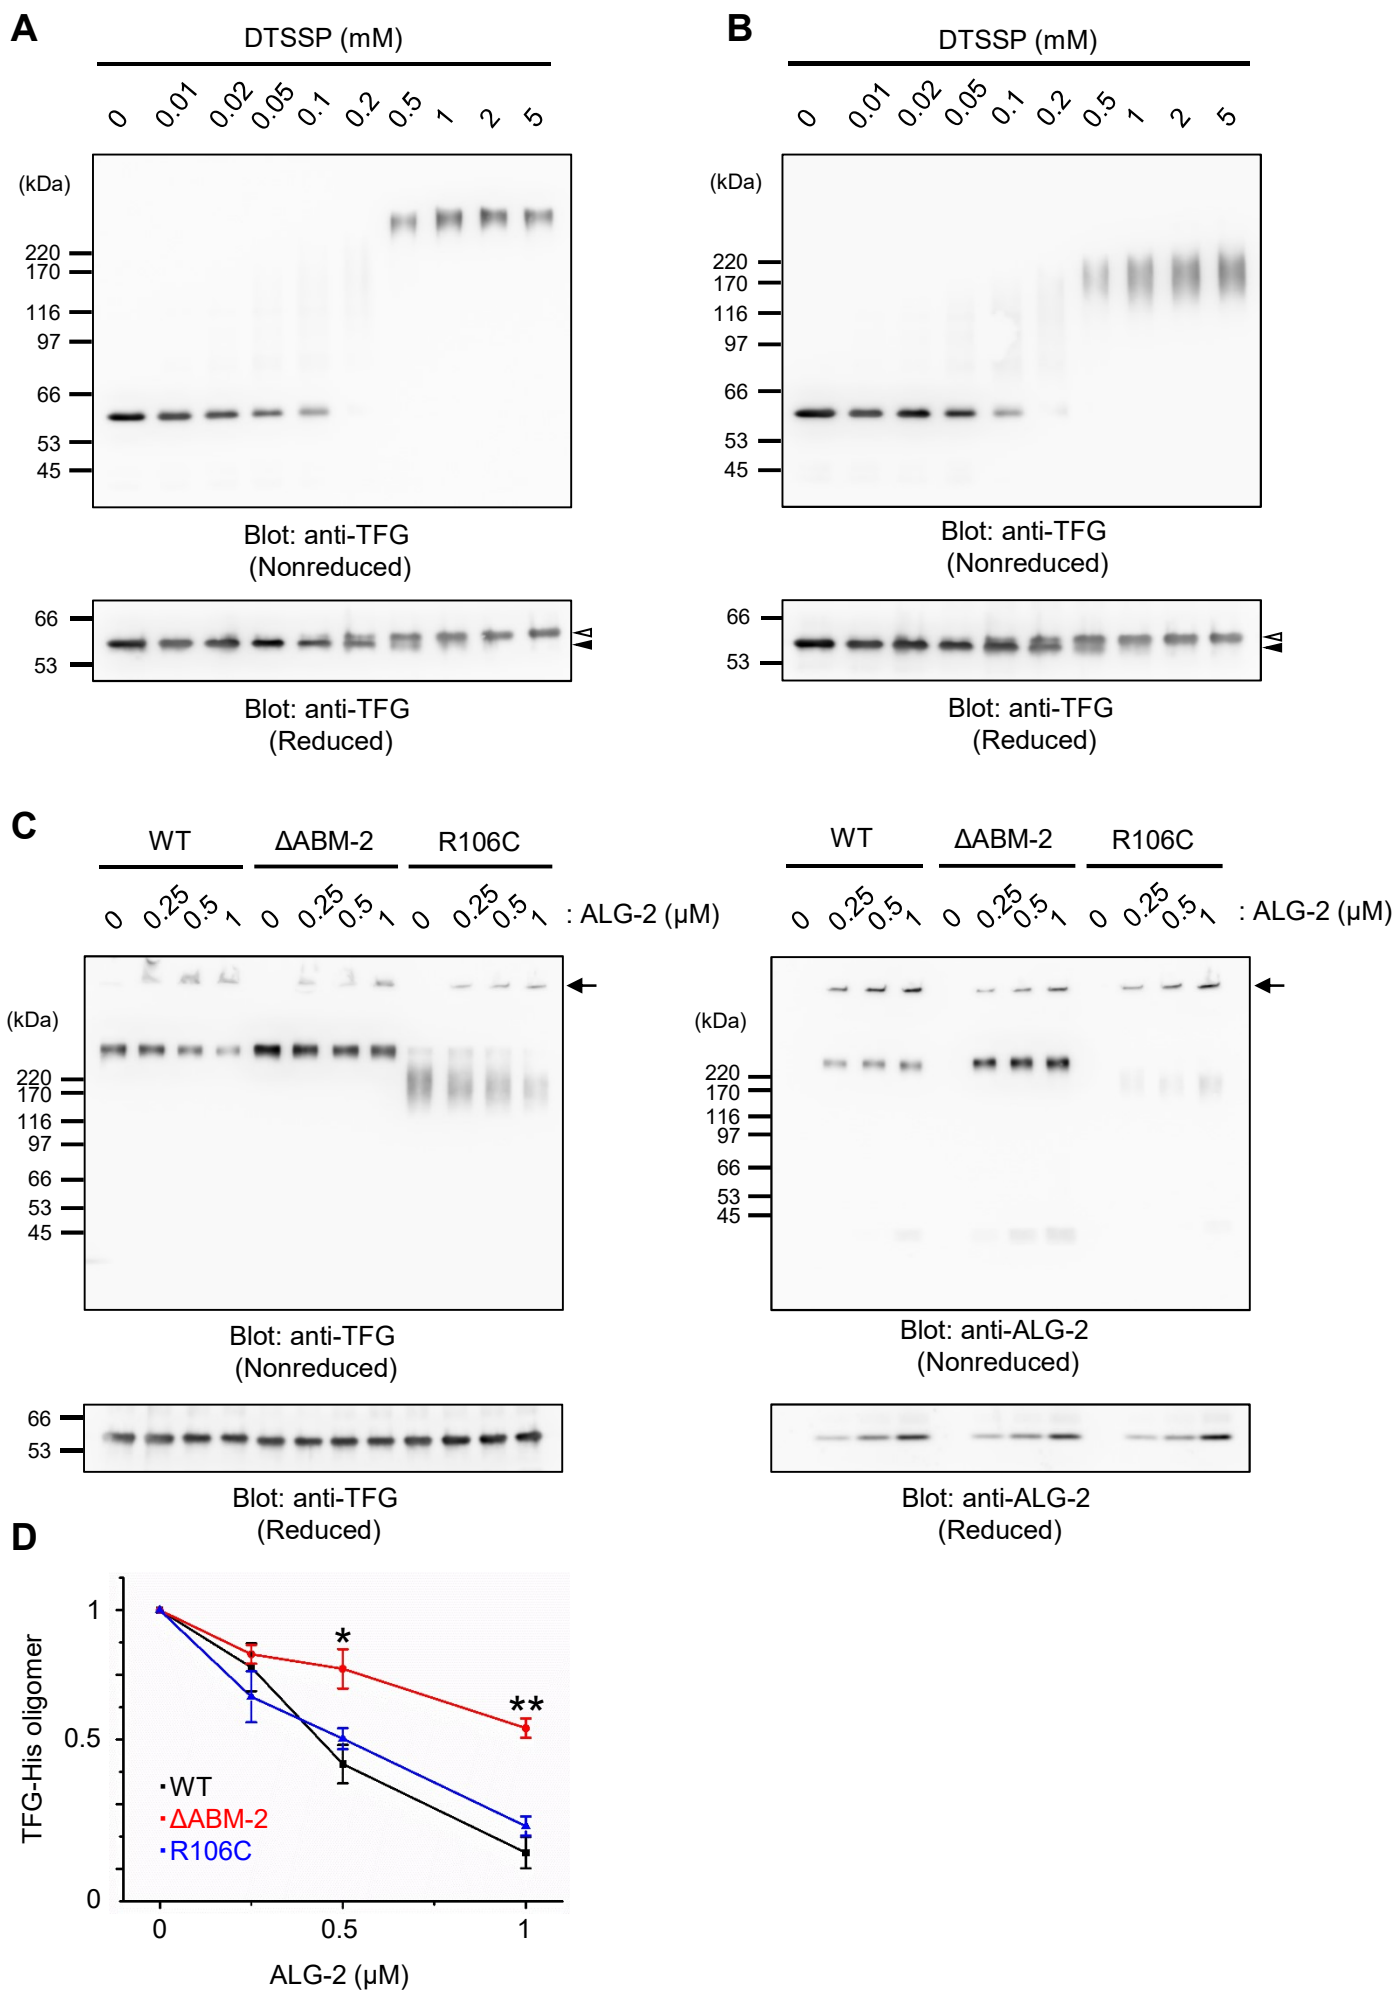 A
DTSSP (mM)
0 0.01 0.02 0.05 0.1 0.2 0.5 1 2 5
(kDa)
220
170
116
97
66
53
45
Blot: anti-TFG
(Nonreduced)
66
53
Blot: anti-TFG
(Reduced)
B
DTSSP (mM)
0 0.01 0.02 0.05 0.1 0.2 0.5 1 2 5
(kDa)
220
170
116
97
66
53
45
Blot: anti-TFG
(Nonreduced)
66
53
Blot: anti-TFG
(Reduced)
C
WT ΔABM-2 R106C
0 0.25 0.5 1 0 0.25 0.5 1 0 0.25 0.5 1 : ALG-2 (μM)
(kDa)
220
170
116
97
66
53
45
Blot: anti-TFG
(Nonreduced)
66
53
Blot: anti-TFG
(Reduced)
WT ΔABM-2 R106C
0 0.25 0.5 1 0 0.25 0.5 1 0 0.25 0.5 1 : ALG-2 (μM)
(kDa)
220
170
116
97
66
53
45
Blot: anti-ALG-2
(Nonreduced)
Blot: anti-ALG-2
(Reduced)
D
TFG-His oligomer
1
0.5
0
*
**
WT
ΔABM-2
R106C
0 0.5 1
ALG-2 (μM)